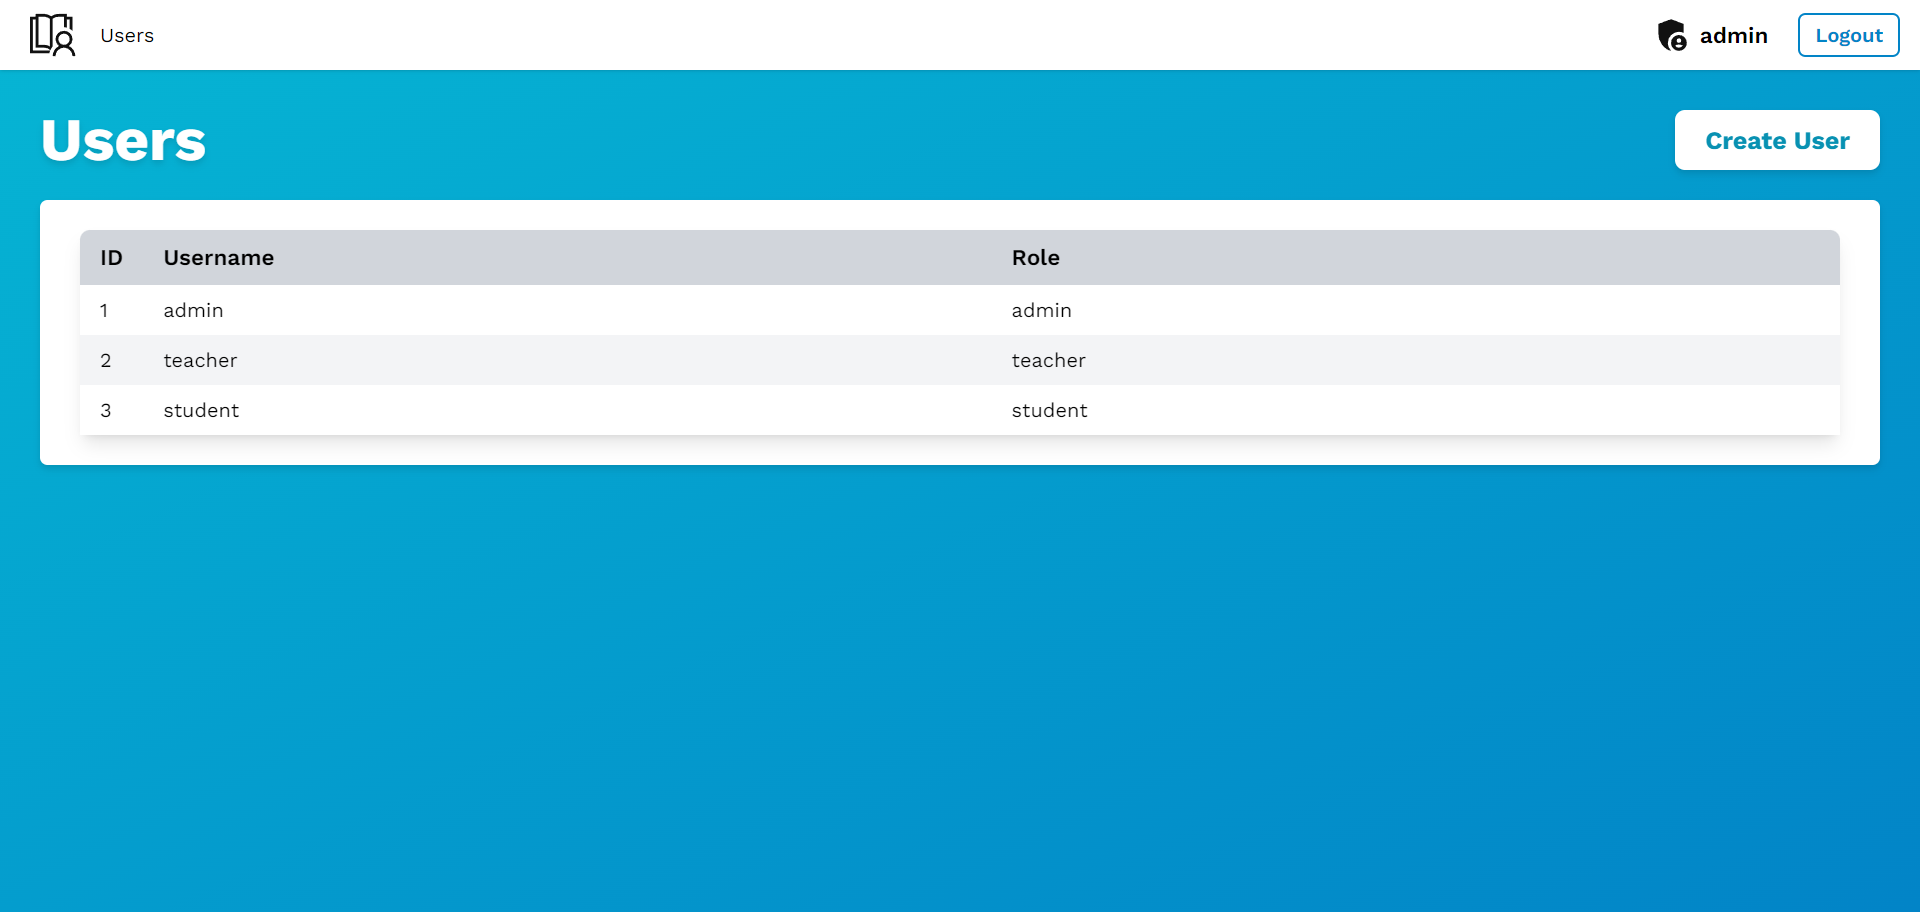 Users
admin
Logout
Users
Create User
ID Username Role
1 admin admin
2 teacher teacher
3 student student